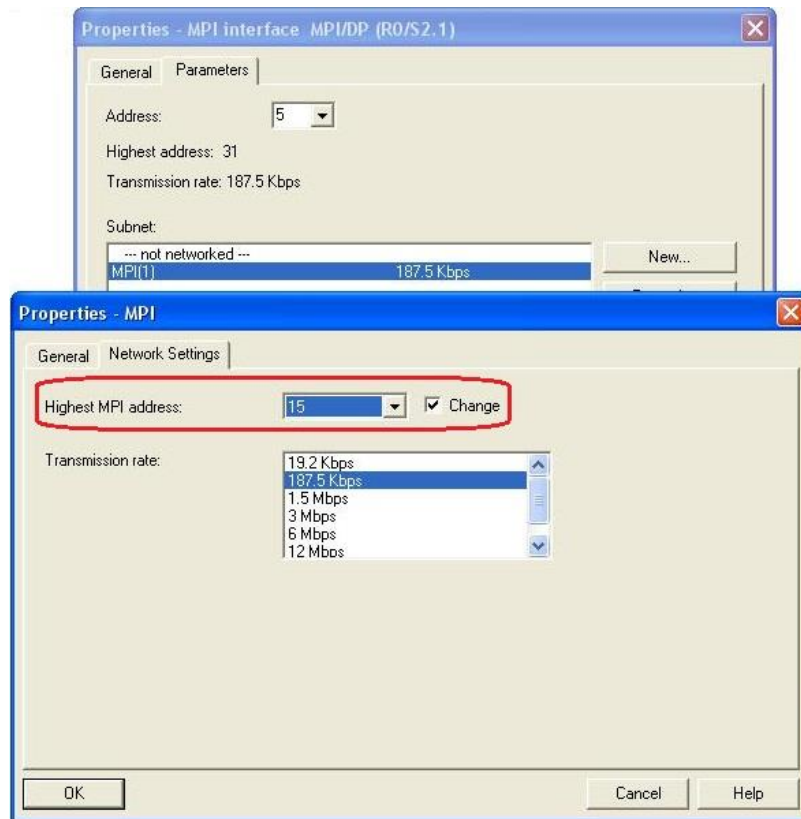 Properties - MPI interface MPI/DP (R0/S2.1)
General Parameters
Address: 5
Highest address: 31
Transmission rate: 187.5 Kbps
Subnet:
--- not networked ---
MPI(1) 187.5 Kbps
New...
Properties - MPI
General Network Settings
Highest MPI address: 15 Change
Transmission rate:
19.2 Kbps
187.5 Kbps
1.5 Mbps
3 Mbps
6 Mbps
12 Mbps
OK Cancel Help